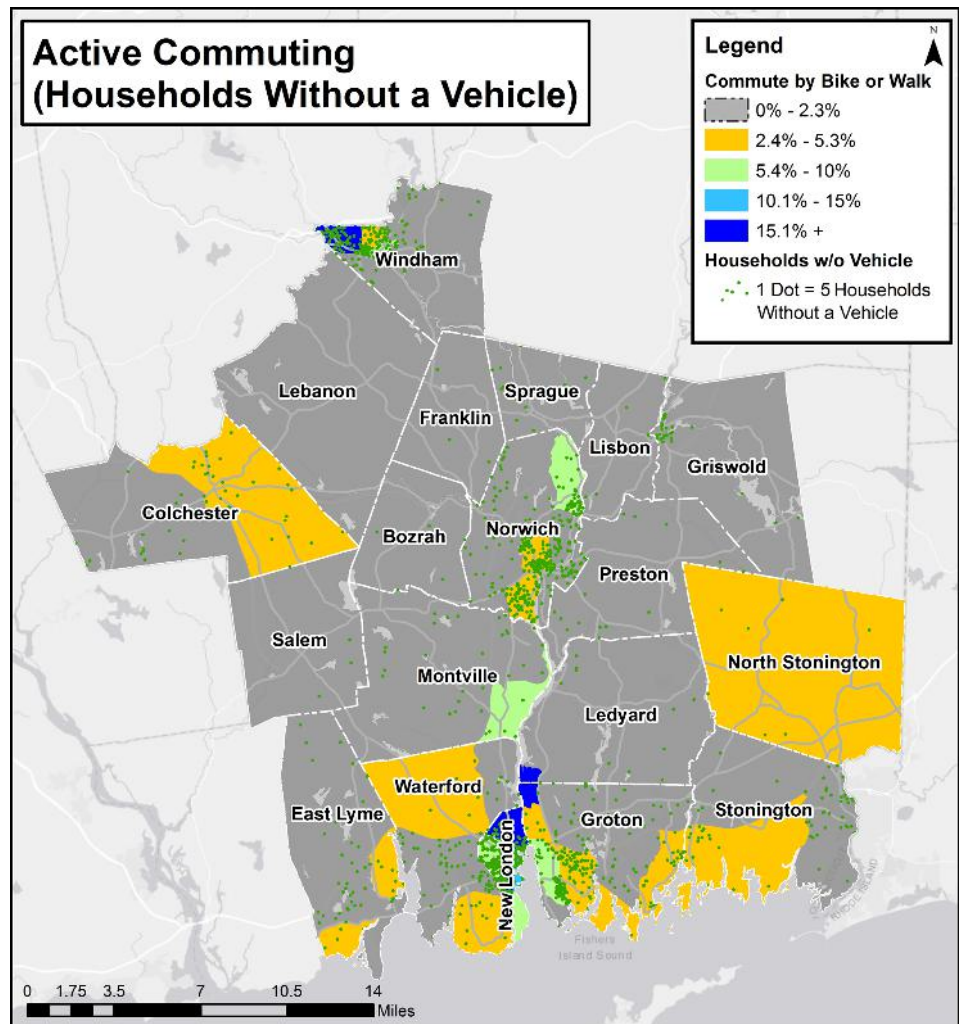 Active Commuting
(Households Without a Vehicle)
Legend
N
Commute by Bike or Walk
0% - 2.3%
2.4% - 5.3%
5.4% - 10%
10.1% - 15%
15.1% +
Households w/o Vehicle
1 Dot = 5 Households
Without a Vehicle
Windham
Lebanon
Franklin
Sprague
Lisbon
Griswold
Colchester
Bozrah
Norwich
Preston
Salem
Montville
North Stonington
Ledyard
Waterford
East Lyme
New London
Groton
Stonington
RHODE ISLAND
Fishers
Island Sound
0 1.75 3.5 7 10.5 14
Miles